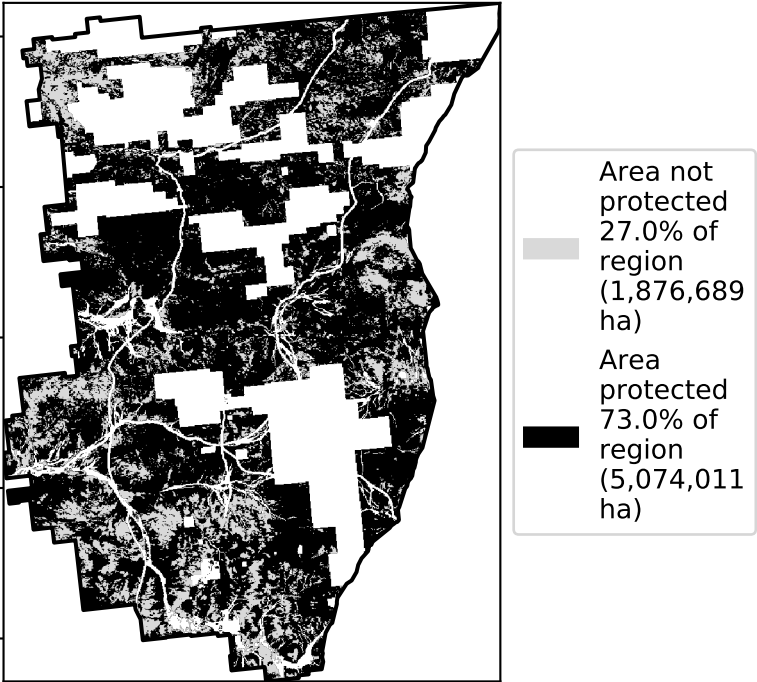 Area not
protected
27.0% of
region
(1,876,689
ha)
Area
protected
73.0% of
region
(5,074,011
ha)